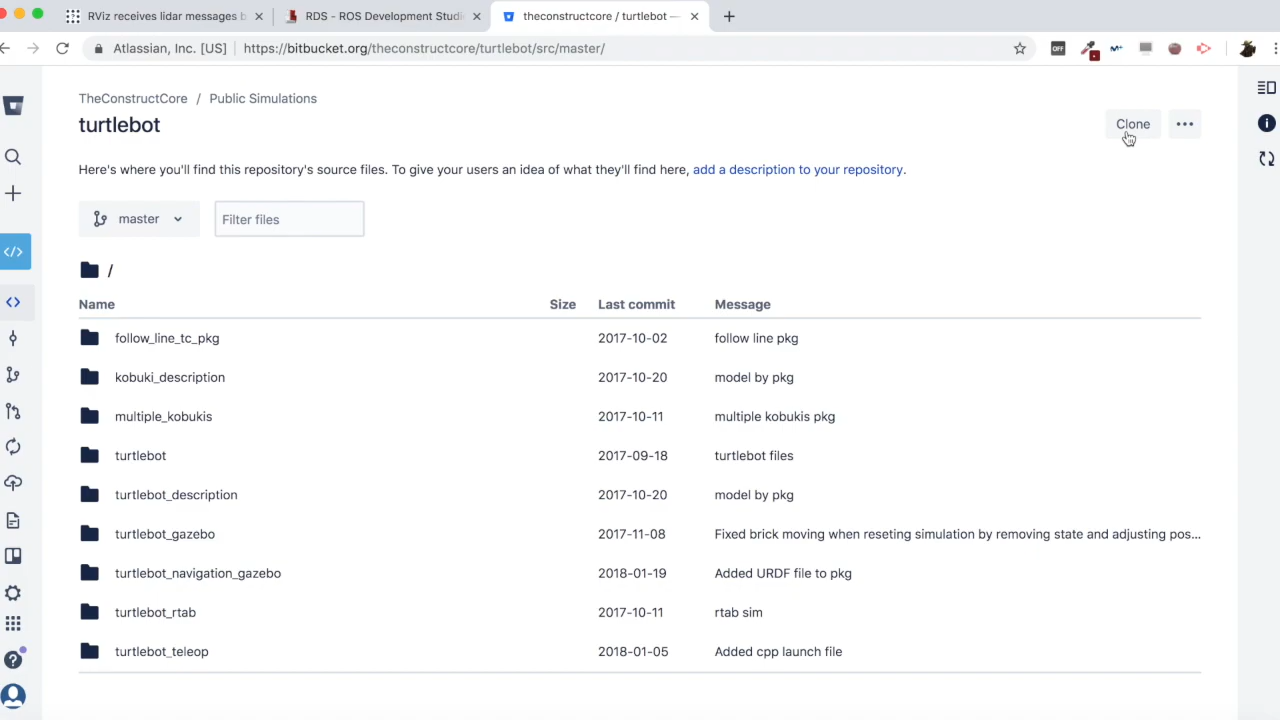 RViz receives lidar messages b
RDS - ROS Development Studi
theconstructcore / turtlebot —
Atlassian, Inc. [US]
https://bitbucket.org/theconstructcore/turtlebot/src/master/
OFF
TheConstructCore / Public Simulations
turtlebot
Clone
Here's where you'll find this repository's source files. To give your users an idea of what they'll find here, add a description to your repository.
master
Filter files
/
Name Size Last commit Message
follow_line_tc_pkg 2017-10-02 follow line pkg
kobuki_description 2017-10-20 model by pkg
multiple_kobukis 2017-10-11 multiple kobukis pkg
turtlebot 2017-09-18 turtlebot files
turtlebot_description 2017-10-20 model by pkg
turtlebot_gazebo 2017-11-08 Fixed brick moving when reseting simulation by removing state and adjusting pos...
turtlebot_navigation_gazebo 2018-01-19 Added URDF file to pkg
turtlebot_rtab 2017-10-11 rtab sim
turtlebot_teleop 2018-01-05 Added cpp launch file